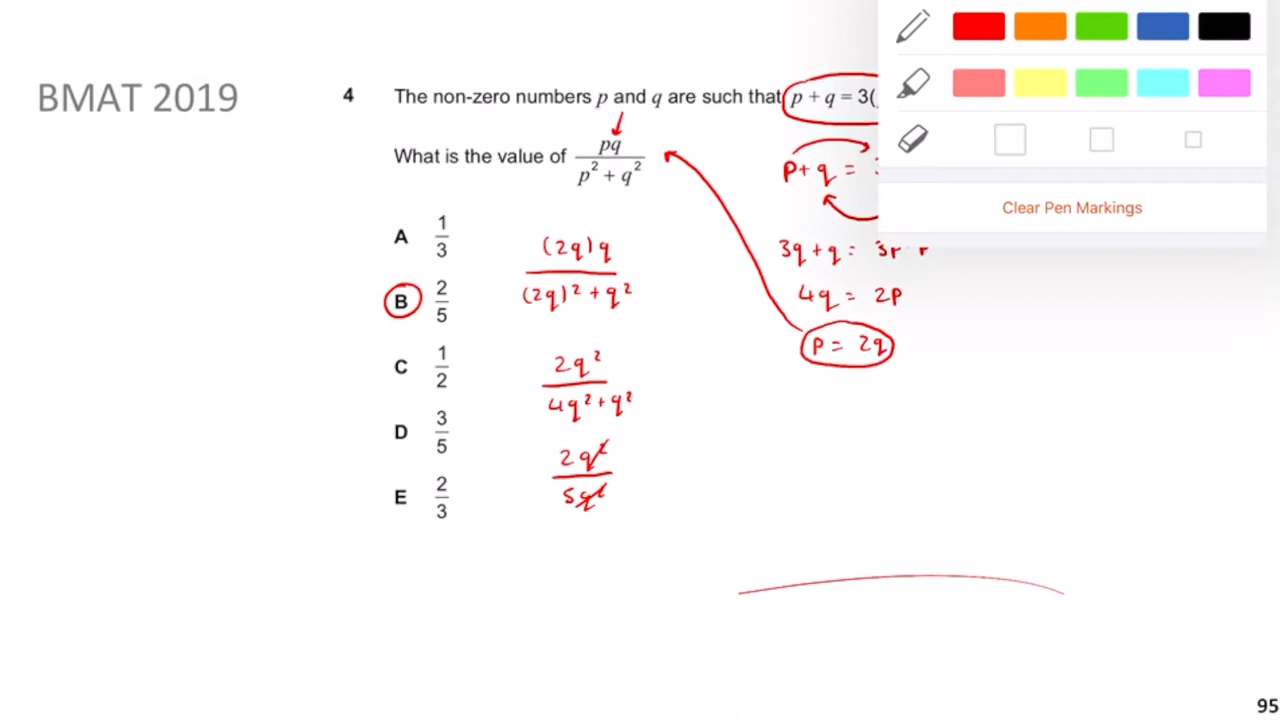 BMAT 2019
4 The non-zero numbers p and q are such that p + q = 3(
What is the value of pq / p² + q²
p + q =
A 1/3
B 2/5
C 1/2
D 3/5
E 2/3
(2q)q / (2q)² + q²
2q² / 4q² + q²
2q² / 5q²
3q + q =
4q = 2p
p = 2q
Clear Pen Markings
95